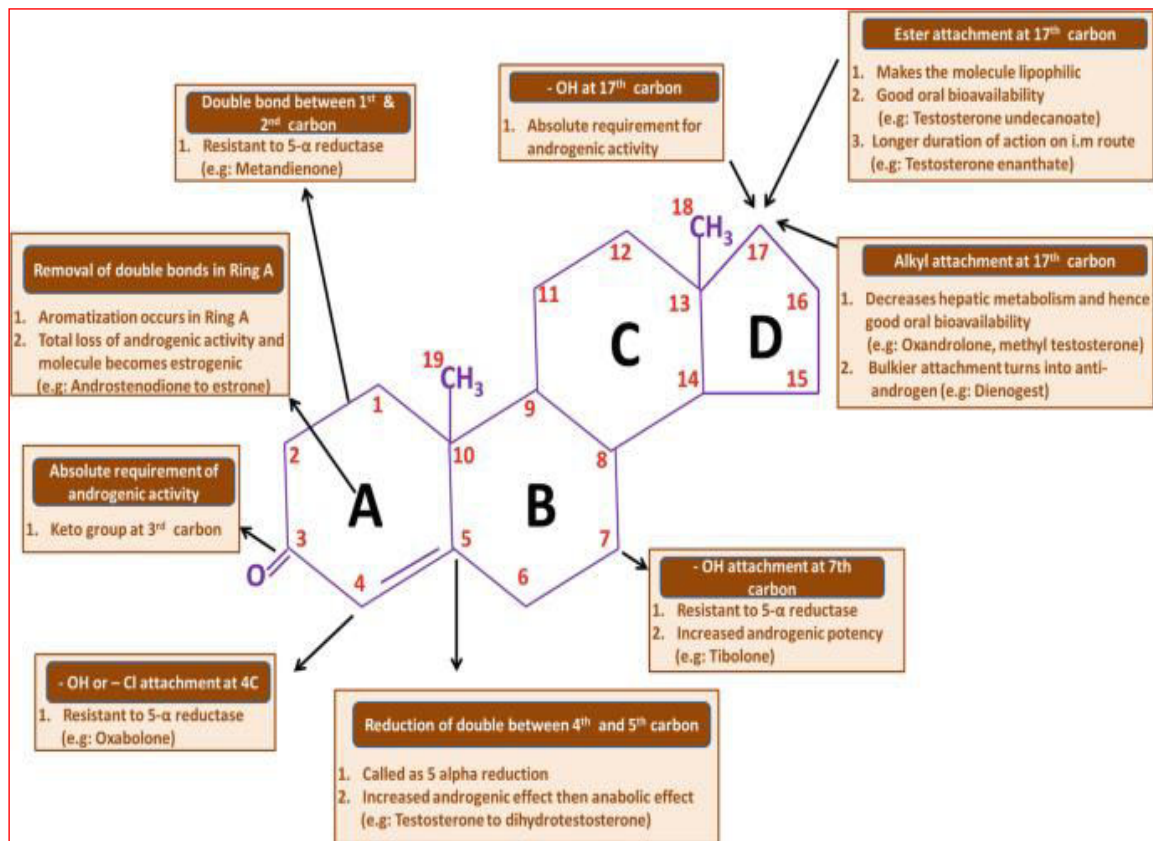 Ester attachment at 17th carbon
1. Makes the molecule lipophilic
2. Good oral bioavailability
(e.g: Testosterone undecanoate)
3. Longer duration of action on i.m route
(e.g: Testosterone enanthate)
- OH at 17th carbon
1. Absolute requirement for
androgenic activity
Double bond between 1st &
2nd carbon
1. Resistant to 5-α reductase
(e.g: Metandienone)
Removal of double bonds in Ring A
1. Aromatization occurs in Ring A
2. Total loss of androgenic activity and
molecule becomes estrogenic
(e.g: Androstenodione to estrone)
Alkyl attachment at 17th carbon
1. Decreases hepatic metabolism and hence
good oral bioavailability
(e.g: Oxandrolone, methyl testosterone)
2. Bulkier attachment turns into anti-
androgen (e.g: Dienogest)
18
CH3
12
17
11
13
16
C
D
19
CH3
14
15
1
9
2
10
8
A
B
3
5
7
O
4
6
Absolute requirement of
androgenic activity
1. Keto group at 3rd carbon
- OH attachment at 7th
carbon
1. Resistant to 5-α reductase
2. Increased androgenic potency
(e.g: Tibolone)
- OH or – Cl attachment at 4C
1. Resistant to 5-α reductase
(e.g: Oxabolone)
Reduction of double between 4th and 5th carbon
1. Called as 5 alpha reduction
2. Increased androgenic effect then anabolic effect
(e.g: Testosterone to dihydrotestosterone)